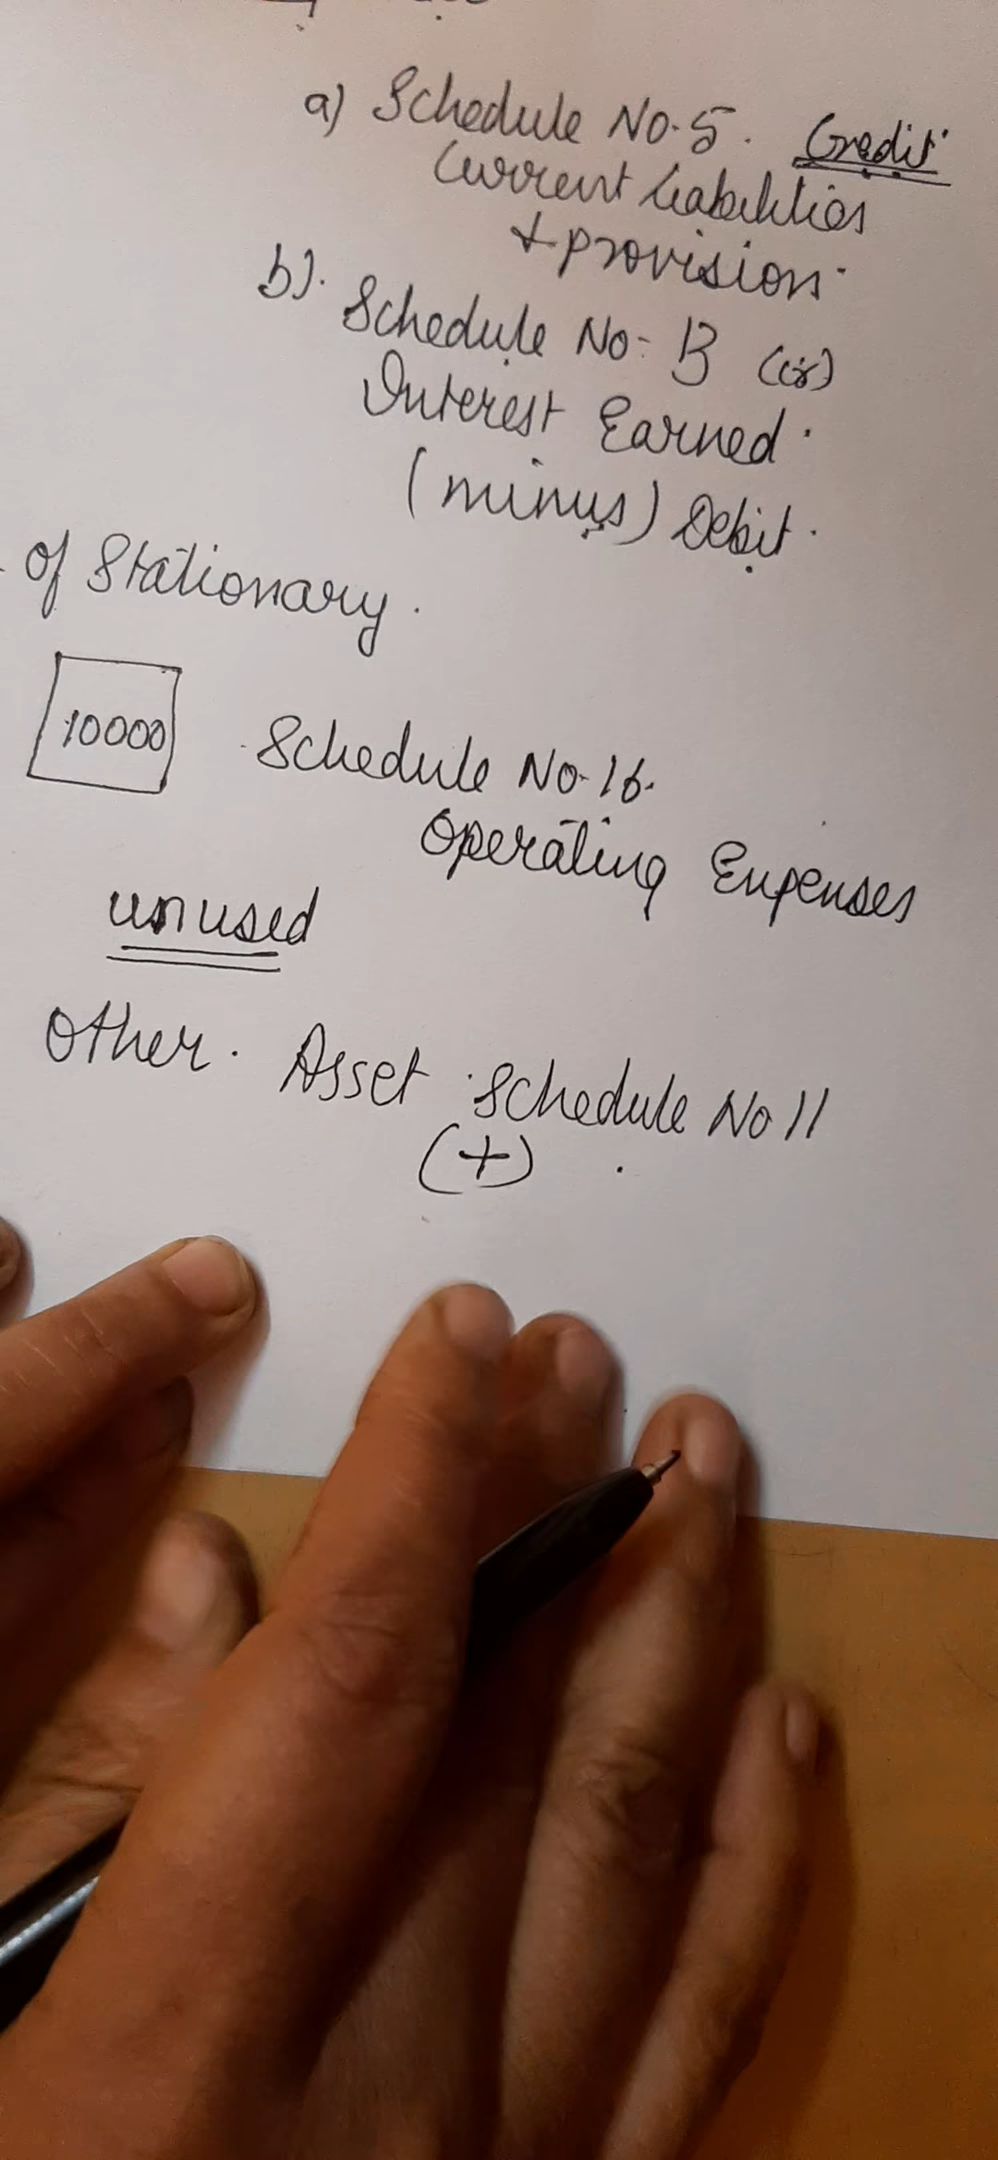 a) Schedule No.5. Credit
Current liabilities
+ provision.
b). Schedule No- 13 (or)
Interest Earned.
(minus) Debit.
of Stationary.
10000 Schedule No.16.
Operating Expenses
unused
Other. Asset Schedule No 11
(+)